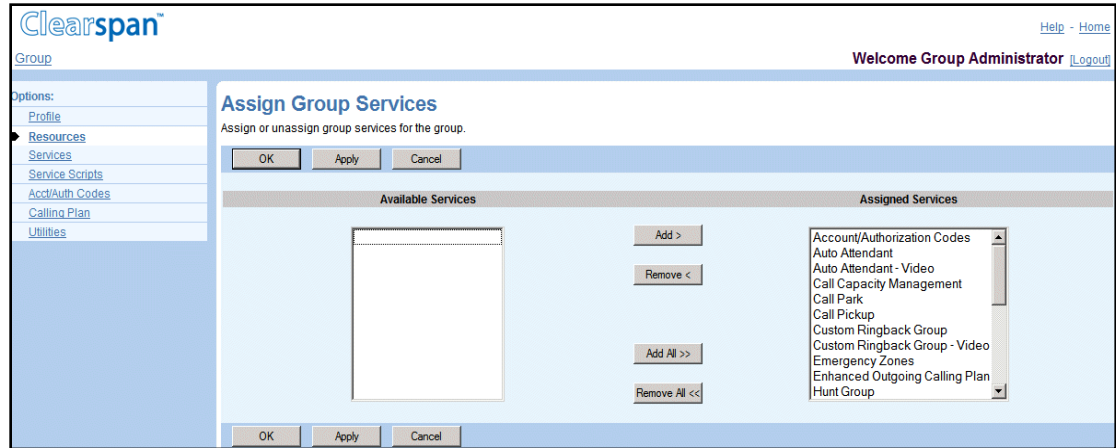 Clearspan™
Help - Home
Group
Welcome Group Administrator [Logout]
Options:
Profile
Resources
Services
Service Scripts
Acct/Auth Codes
Calling Plan
Utilities
Assign Group Services
Assign or unassign group services for the group.
OK Apply Cancel
Available Services
Assigned Services
Add >
Remove <
Add All >>
Remove All <<
Account/Authorization Codes
Auto Attendant
Auto Attendant - Video
Call Capacity Management
Call Park
Call Pickup
Custom Ringback Group
Custom Ringback Group - Video
Emergency Zones
Enhanced Outgoing Calling Plan
Hunt Group
OK Apply Cancel